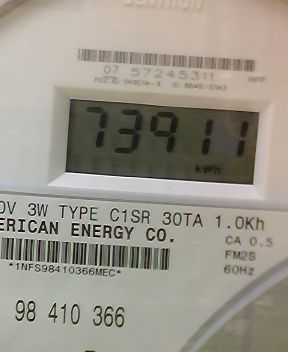 CENTRON
07 57245311
73911
kWh
0V 3W TYPE C1SR 30TA 1.0Kh
ERICAN ENERGY CO.
CA 0.5
FM2S
60Hz
*1NFS98410366MEC*
98 410 366